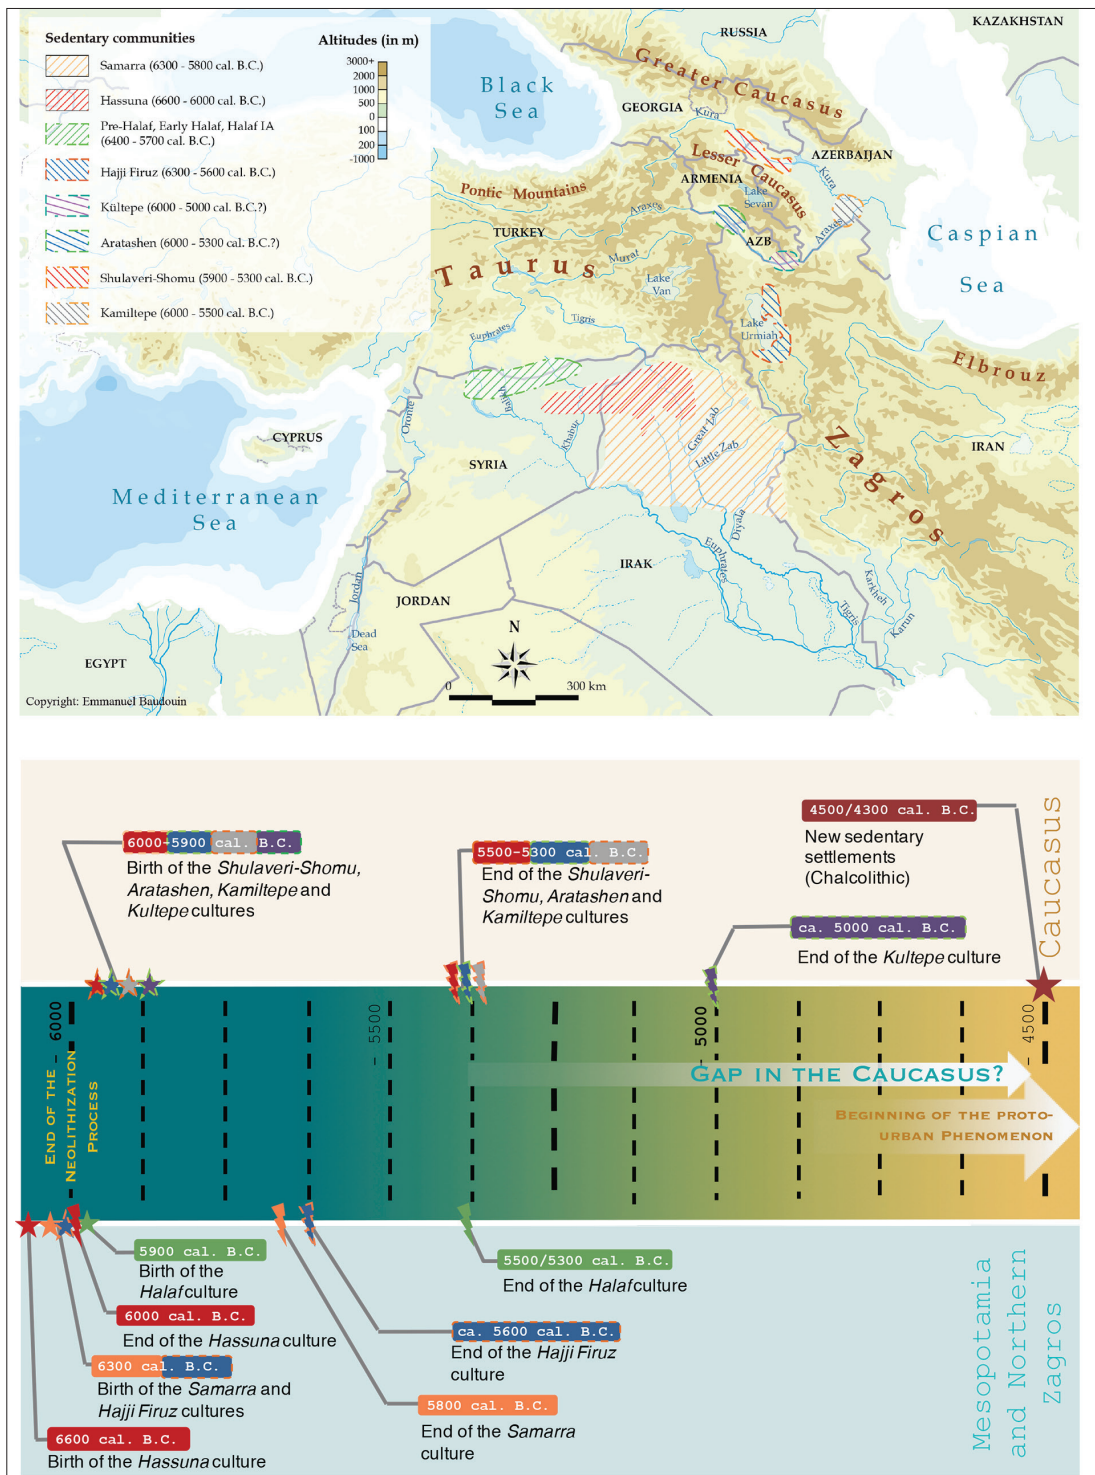 Sedentary communities
Samarra (6300 - 5800 cal. B.C.)
Hassuna (6600 - 6000 cal. B.C.)
Pre-Halaf, Early Halaf, Halaf IA
(6400 - 5700 cal. B.C.)
Hajji Firuz (6300 - 5600 cal. B.C.)
Kültepe (6000 - 5000 cal. B.C.?)
Aratashen (6000 - 5300 cal. B.C.?)
Shulaveri-Shomu (5900 - 5300 cal. B.C.)
Kamiltepe (6000 - 5500 cal. B.C.)
Altitudes (in m)
3000+
2000
1000
500
0
100
200
-1000
KAZAKHSTAN
RUSSIA
Greater Caucasus
Black
Sea
GEORGIA
Kura
Lesser Caucasus
AZERBAIJAN
ARMENIA
Lake
Sevan
Kura
Pontic Mountains
Araxes
Araxes
TURKEY
AZB
Caspian
Sea
Taurus
Murat
Lake
Van
Lake
Urmiah
Tigris
Euphrates
Elbrouz
Balikh
Oronte
Khabur
Great Zab
Little Zab
CYPRUS
SYRIA
Zagros
IRAN
Mediterranean
Sea
Diyala
Euphrates
IRAK
Tigris
Karkheh
Karun
Jordan
JORDAN
Dead
Sea
N
EGYPT
0
300 km
Copyright: Emmanuel Baudouin
4500/4300 cal. B.C.
New sedentary
settlements
(Chalcolithic)
Caucasus
6000-5900 cal. B.C.
Birth of the Shulaveri-Shomu,
Aratashen, Kamiltepe and
Kultepe cultures
5500-5300 cal. B.C.
End of the Shulaveri-
Shomu, Aratashen and
Kamiltepe cultures
ca. 5000 cal. B.C.
End of the Kultepe culture
- 6000
- 5500
- 5000
- 4500
END OF THE
NEOLITHIZATION
PROCESS
GAP IN THE CAUCASUS?
BEGINNING OF THE PROTO-
URBAN PHENOMENON
5900 cal. B.C.
Birth of the
Halaf culture
6000 cal. B.C.
End of the Hassuna culture
6300 cal. B.C.
Birth of the Samarra and
Hajji Firuz cultures
6600 cal. B.C.
Birth of the Hassuna culture
5500/5300 cal. B.C.
End of the Halaf culture
ca. 5600 cal. B.C.
End of the Hajji Firuz
culture
5800 cal. B.C.
End of the Samarra
culture
Mesopotamia
and Northern
Zagros